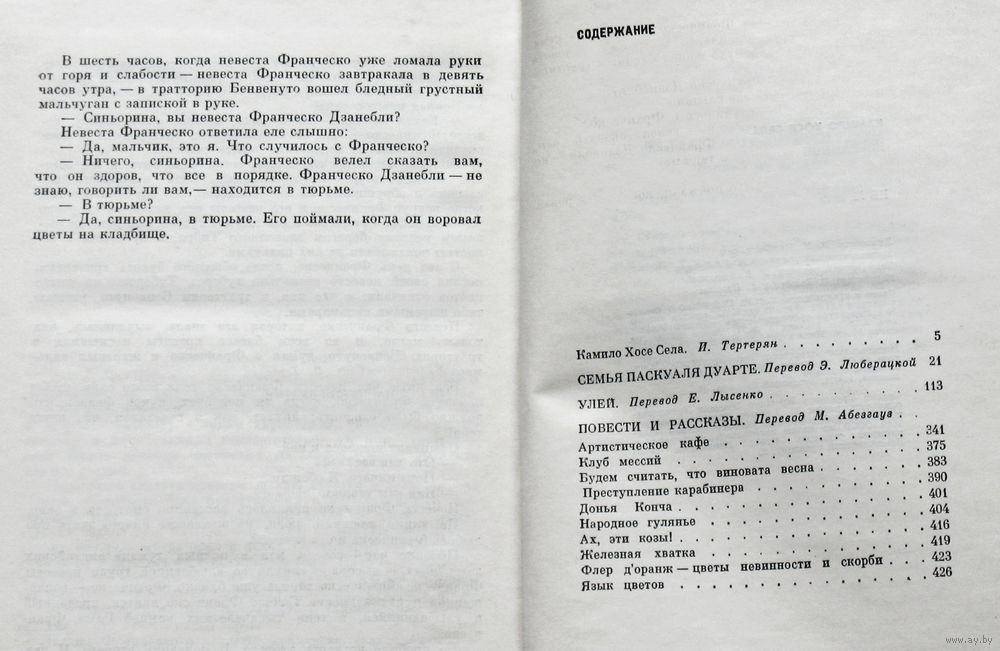 В шесть часов, когда невеста Франческо уже ломала руки
от горя и слабости — невеста Франческо завтракала в девять
часов утра, — в тратторию Бенвенуто вошел бледный грустный
мальчуган с запиской в руке.
— Синьорина, вы невеста Франческо Дзанебли?
Невеста Франческо ответила еле слышно:
— Да, мальчик, это я. Что случилось с Франческо?
— Ничего, синьорина. Франческо велел сказать вам,
что он здоров, что все в порядке. Франческо Дзанебли — не
знаю, говорить ли вам,— находится в тюрьме.
— В тюрьме?
— Да, синьорина, в тюрьме. Его поймали, когда он воровал
цветы на кладбище.
СОДЕРЖАНИЕ
Камило Хосе Села. И. Тертерян . . . . . . . . . 5
СЕМЬЯ ПАСКУАЛЯ ДУАРТЕ. Перевод Э. Люберацкой 21
УЛЕЙ. Перевод Е. Лысенко . . . . . . . . . . 113
ПОВЕСТИ И РАССКАЗЫ. Перевод М. Абезгауз . .
Артистическое кафе . . . . . . . . . . . . 341
Клуб мессий . . . . . . . . . . . . . . 375
Будем считать, что виновата весна . . . . . . . 383
Преступление карабинера . . . . . . . . . . 390
Донья Конча . . . . . . . . . . . . . . 401
Народное гулянье . . . . . . . . . . . . . 404
Ах, эти козы! . . . . . . . . . . . . . . 416
Железная хватка . . . . . . . . . . . . . 419
Флер д'оранж — цветы невинности и скорби . . . 423
Язык цветов . . . . . . . . . . . . . . 426
www.ay.by